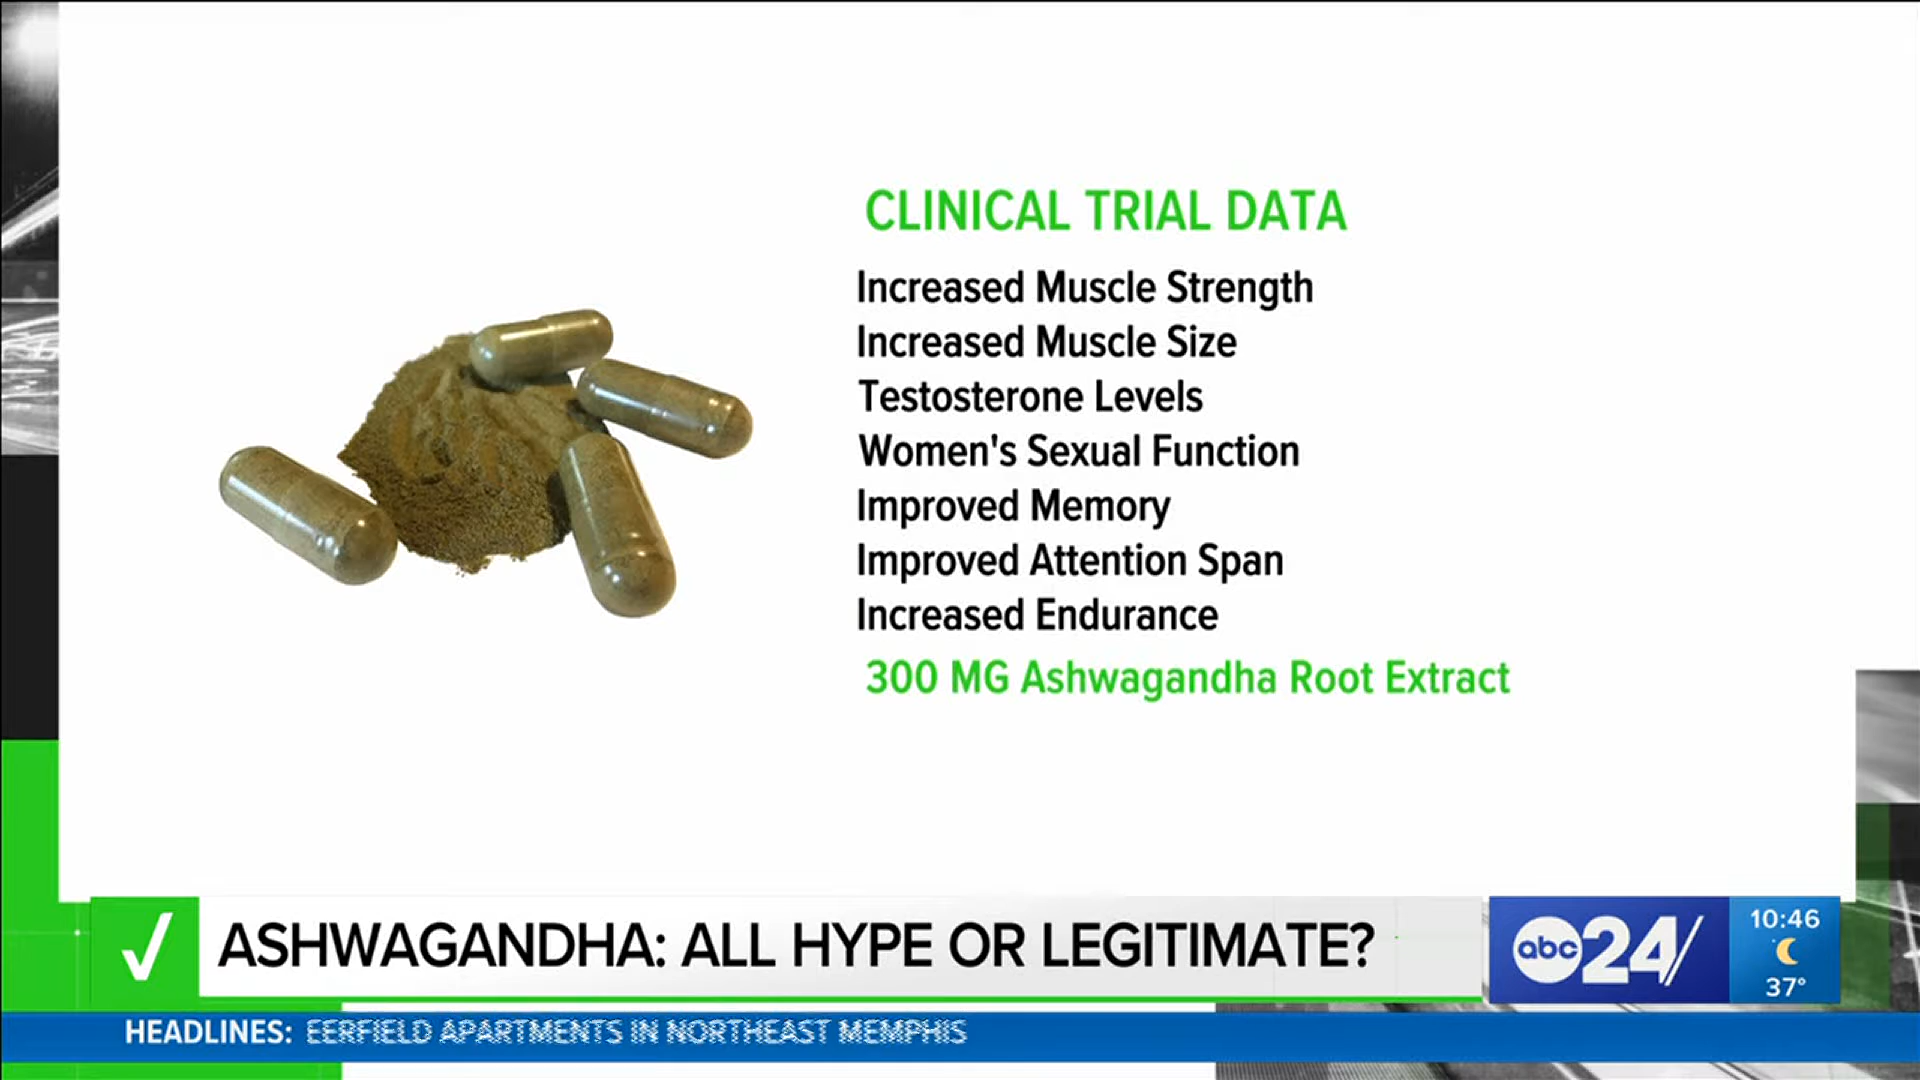 CLINICAL TRIAL DATA
Increased Muscle Strength
Increased Muscle Size
Testosterone Levels
Women's Sexual Function
Improved Memory
Improved Attention Span
Increased Endurance
300 MG Ashwagandha Root Extract
ASHWAGANDHA: ALL HYPE OR LEGITIMATE?
abc 24/
10:46
37°
HEADLINES: EERFIELD APARTMENTS IN NORTHEAST MEMPHIS